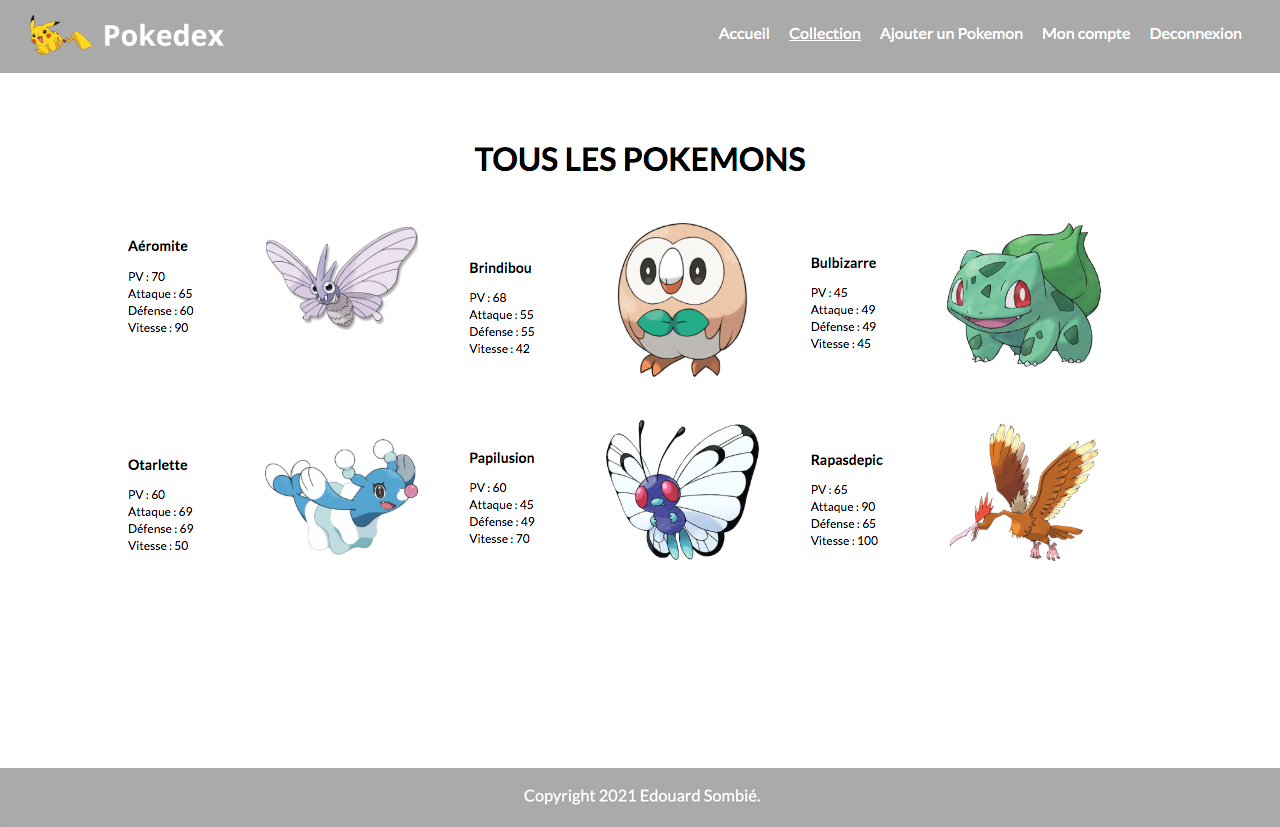 Pokedex
Accueil Collection Ajouter un Pokemon Mon compte Deconnexion
TOUS LES POKEMONS
Aéromite
PV : 70
Attaque : 65
Défense : 60
Vitesse : 90
Brindibou
PV : 68
Attaque : 55
Défense : 55
Vitesse : 42
Bulbizarre
PV : 45
Attaque : 49
Défense : 49
Vitesse : 45
Otarlette
PV : 60
Attaque : 69
Défense : 69
Vitesse : 50
Papilusion
PV : 60
Attaque : 45
Défense : 49
Vitesse : 70
Rapasdepic
PV : 65
Attaque : 90
Défense : 65
Vitesse : 100
Copyright 2021 Edouard Sombié.